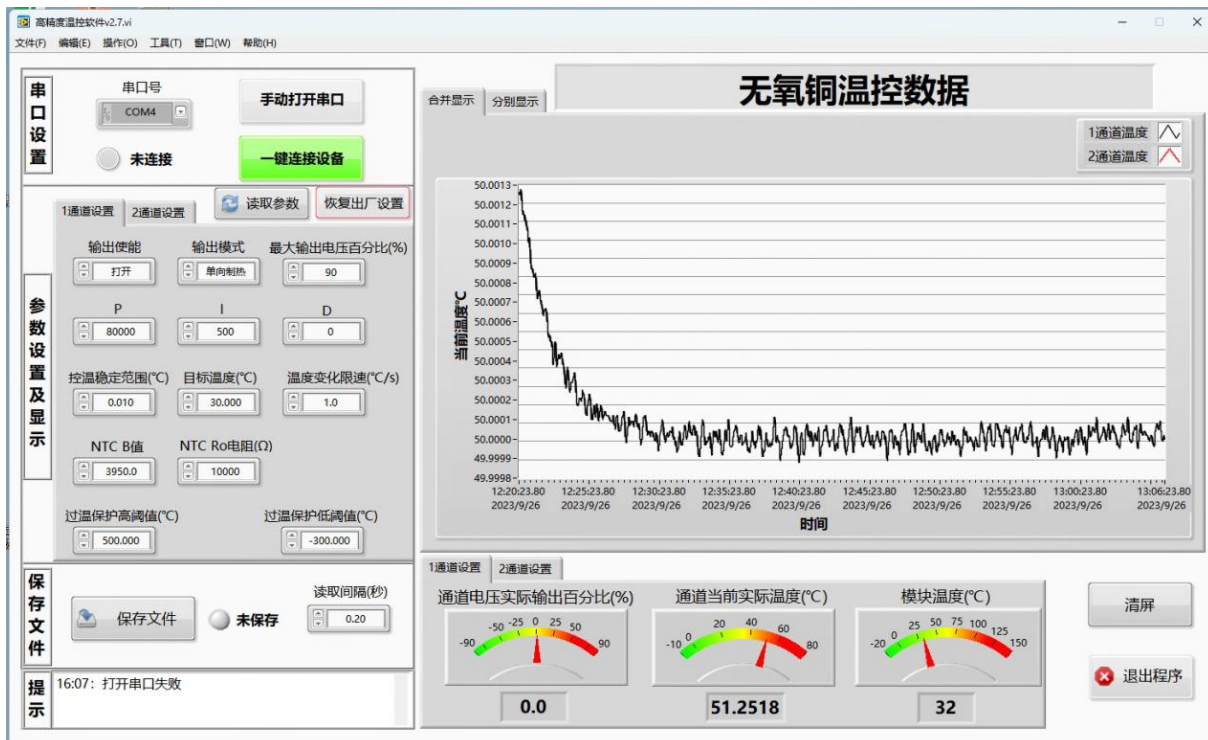 高精度温控软件v2.7.vi
文件(F) 编辑(E) 操作(O) 工具(T) 窗口(W) 帮助(H)
串口设置
串口号
COM4
手动打开串口
未连接
一键连接设备
参数设置及显示
1通道设置 2通道设置
读取参数
恢复出厂设置
输出使能 输出模式 最大输出电压百分比(%)
打开 单向制热 90
P I D
80000 500 0
控温稳定范围(℃) 目标温度(℃) 温度变化限速(℃/s)
0.010 30.000 1.0
NTC B值 NTC Ro电阻(Ω)
3950.0 10000
过温保护高阈值(℃) 过温保护低阈值(℃)
500.000 -300.000
保存文件
保存文件
未保存
读取间隔(秒)
0.20
提示
16:07：打开串口失败
无氧铜温控数据
合并显示 分别显示
1通道温度
2通道温度
当前温度℃
50.0013
50.0012
50.0011
50.0010
50.0009
50.0008
50.0007
50.0006
50.0005
50.0004
50.0003
50.0002
50.0001
50.0000
49.9999
49.9998
12:20:23.80 12:25:23.80 12:30:23.80 12:35:23.80 12:40:23.80 12:45:23.80 12:50:23.80 12:55:23.80 13:00:23.80 13:06:23.80
2023/9/26 2023/9/26 2023/9/26 2023/9/26 2023/9/26 2023/9/26 2023/9/26 2023/9/26 2023/9/26 2023/9/26
时间
1通道设置 2通道设置
通道电压实际输出百分比(%) 通道当前实际温度(℃) 模块温度(℃)
-90 -50 -25 0 25 50 90
-10 0 20 40 60 80
-20 0 25 50 75 100 125 150
0.0 51.2518 32
清屏
退出程序